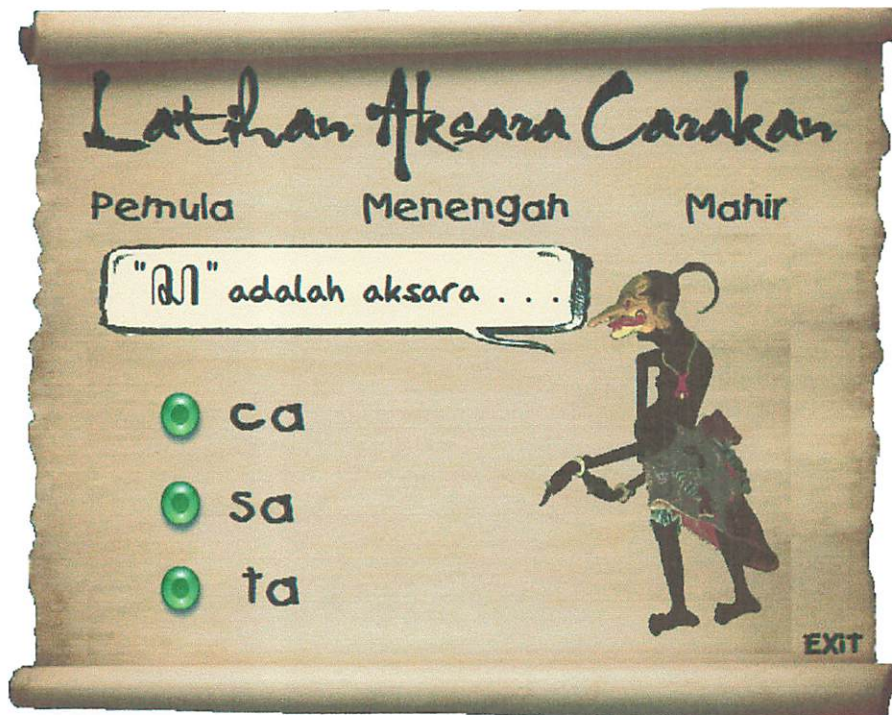 Latihan Aksara Carakan
Pemula Menengah Mahir
" " adalah aksara . . .
ca
sa
ta
EXIT